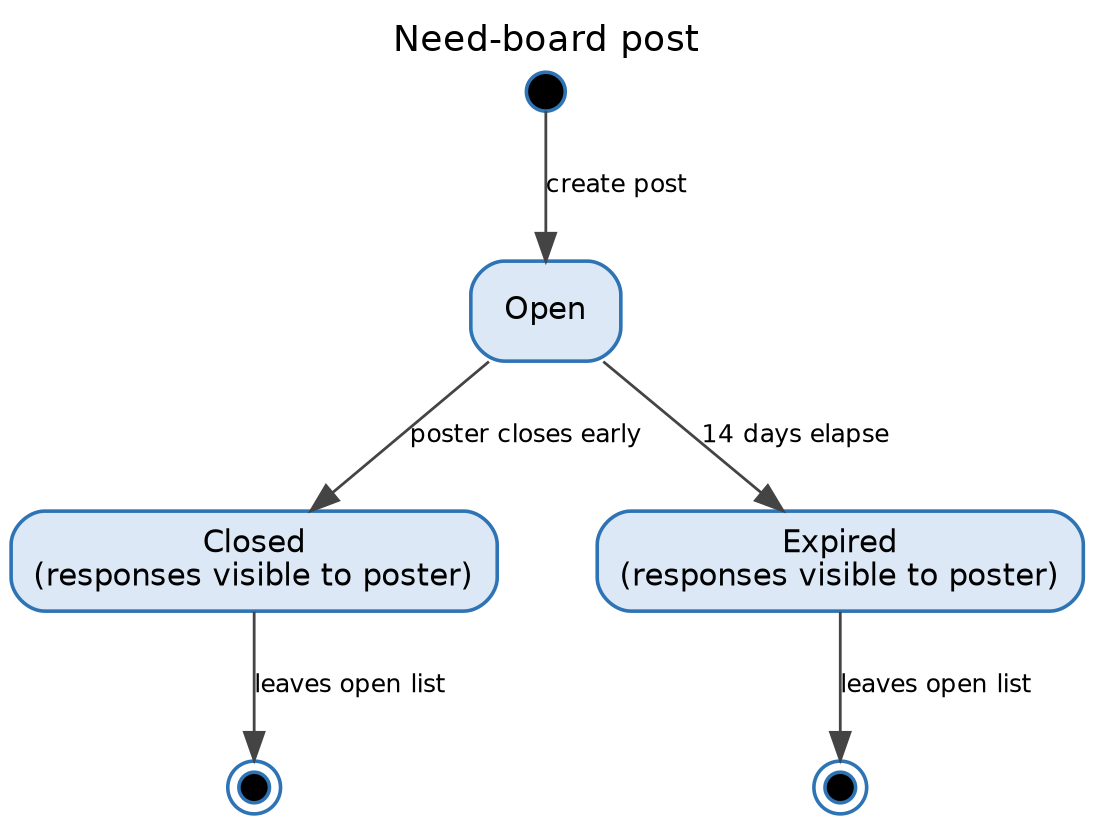 Need-board post
create post
Open
poster closes early
14 days elapse
Closed
(responses visible to poster)
Expired
(responses visible to poster)
leaves open list
leaves open list